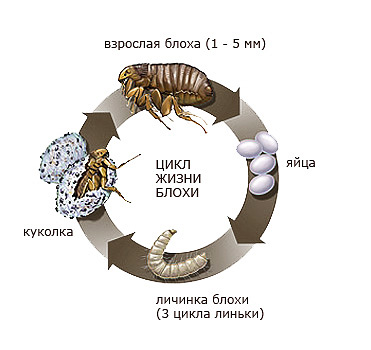 взрослая блоха (1 - 5 мм)
ЦИКЛ
ЖИЗНИ
БЛОХИ
яйца
куколка
личинка блохи
(3 цикла линьки)